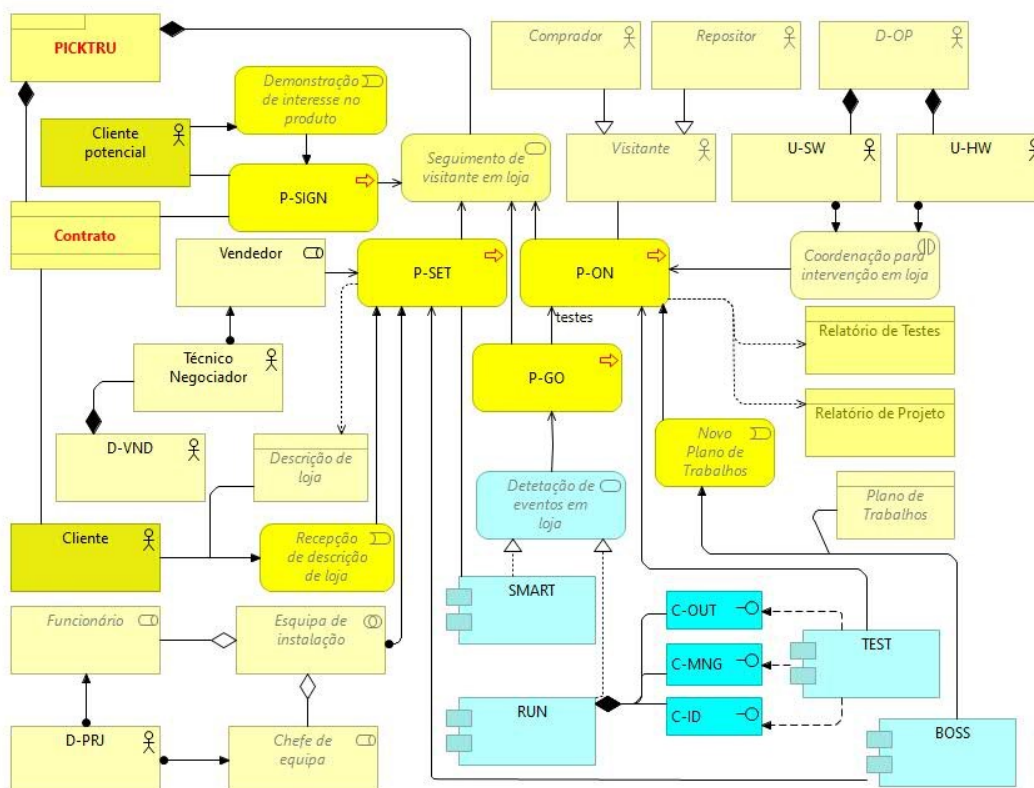 PICKTRU
Comprador
Repositor
D-OP
Demonstração
de interesse no
produto
Cliente
potencial
Seguimento de
visitante em loja
Visitante
U-SW
U-HW
P-SIGN
Contrato
Vendedor
P-SET
P-ON
Coordenação para
intervenção em loja
testes
Relatório de Testes
Técnico
Negociador
P-GO
Relatório de Projeto
D-VND
Descrição de
loja
Novo
Plano de
Trabalhos
Detetação de
eventos em
loja
Plano de
Trabalhos
Cliente
Recepção
de descrição
de loja
SMART
C-OUT
Funcionário
Esquipa de
instalação
TEST
C-MNG
RUN
C-ID
D-PRJ
Chefe de
equipa
BOSS